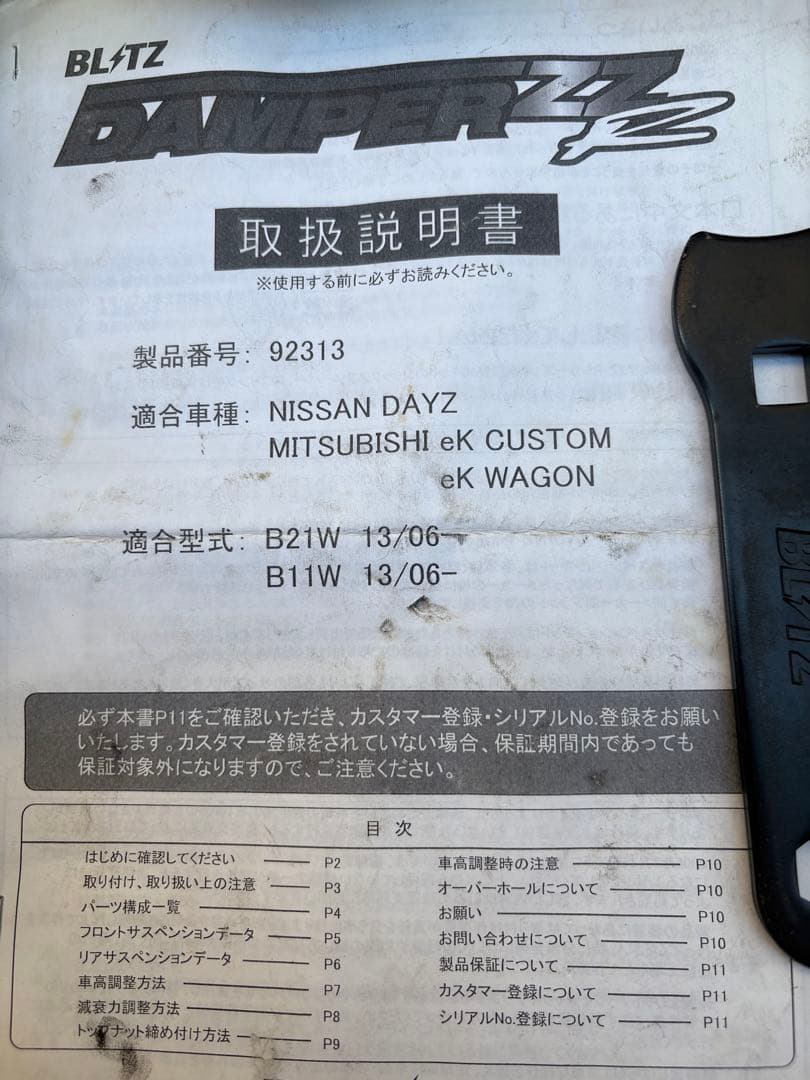 BLITZ
DAMPER ZZ-R
取扱説明書
※使用する前に必ずお読みください。
製品番号: 92313
適合車種: NISSAN DAYZ
MITSUBISHI eK CUSTOM
eK WAGON
適合型式: B21W 13/06-
B11W 13/06-
BLITZ
必ず本書P11をご確認いただき、カスタマー登録・シリアルNo.登録をお願い
いたします。カスタマー登録をされていない場合、保証期間内であっても
保証対象外になりますので、ご注意ください。
目 次
はじめに確認してください P2
取り付け、取り扱い上の注意 P3
パーツ構成一覧 P4
フロントサスペンションデータ P5
リアサスペンションデータ P6
車高調整方法 P7
減衰力調整方法 P8
トップナット締め付け方法 P9
車高調整時の注意 P10
オーバーホールについて P10
お願い P10
お問い合わせについて P10
製品保証について P11
カスタマー登録について P11
シリアルNo.登録について P11